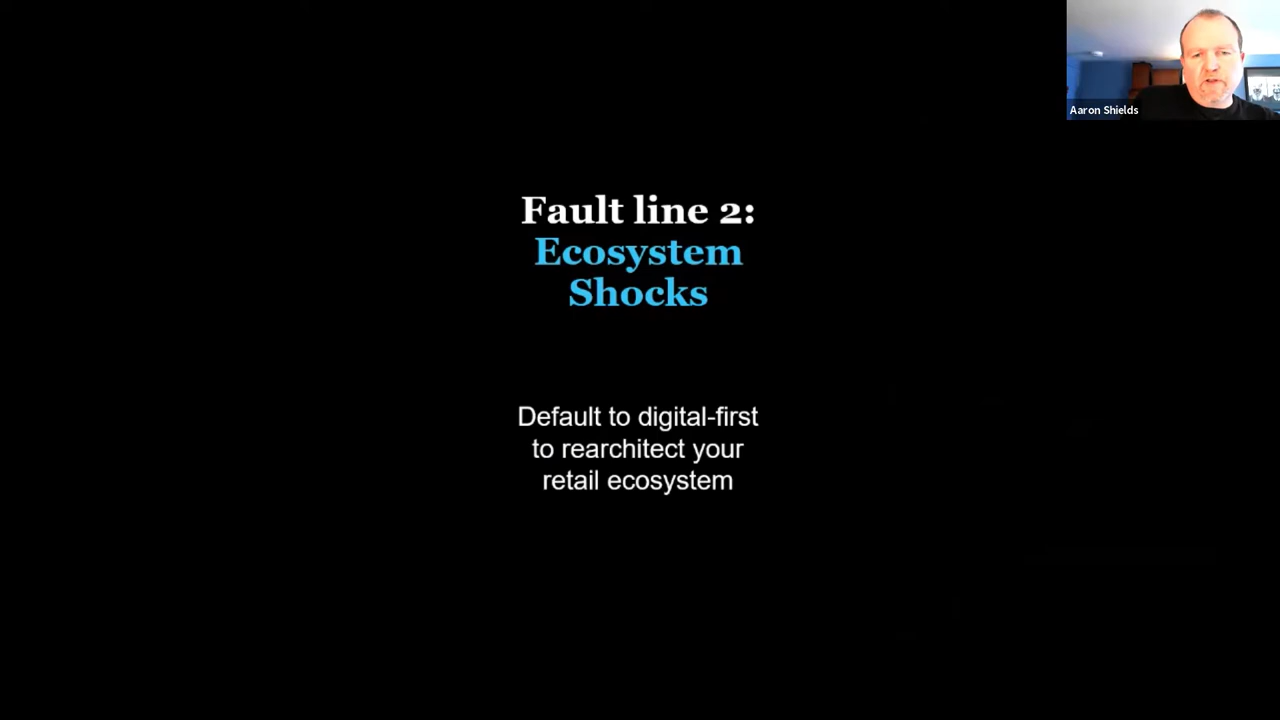 Aaron Shields
Fault line 2:
Ecosystem
Shocks
Default to digital-first
to rearchitect your
retail ecosystem